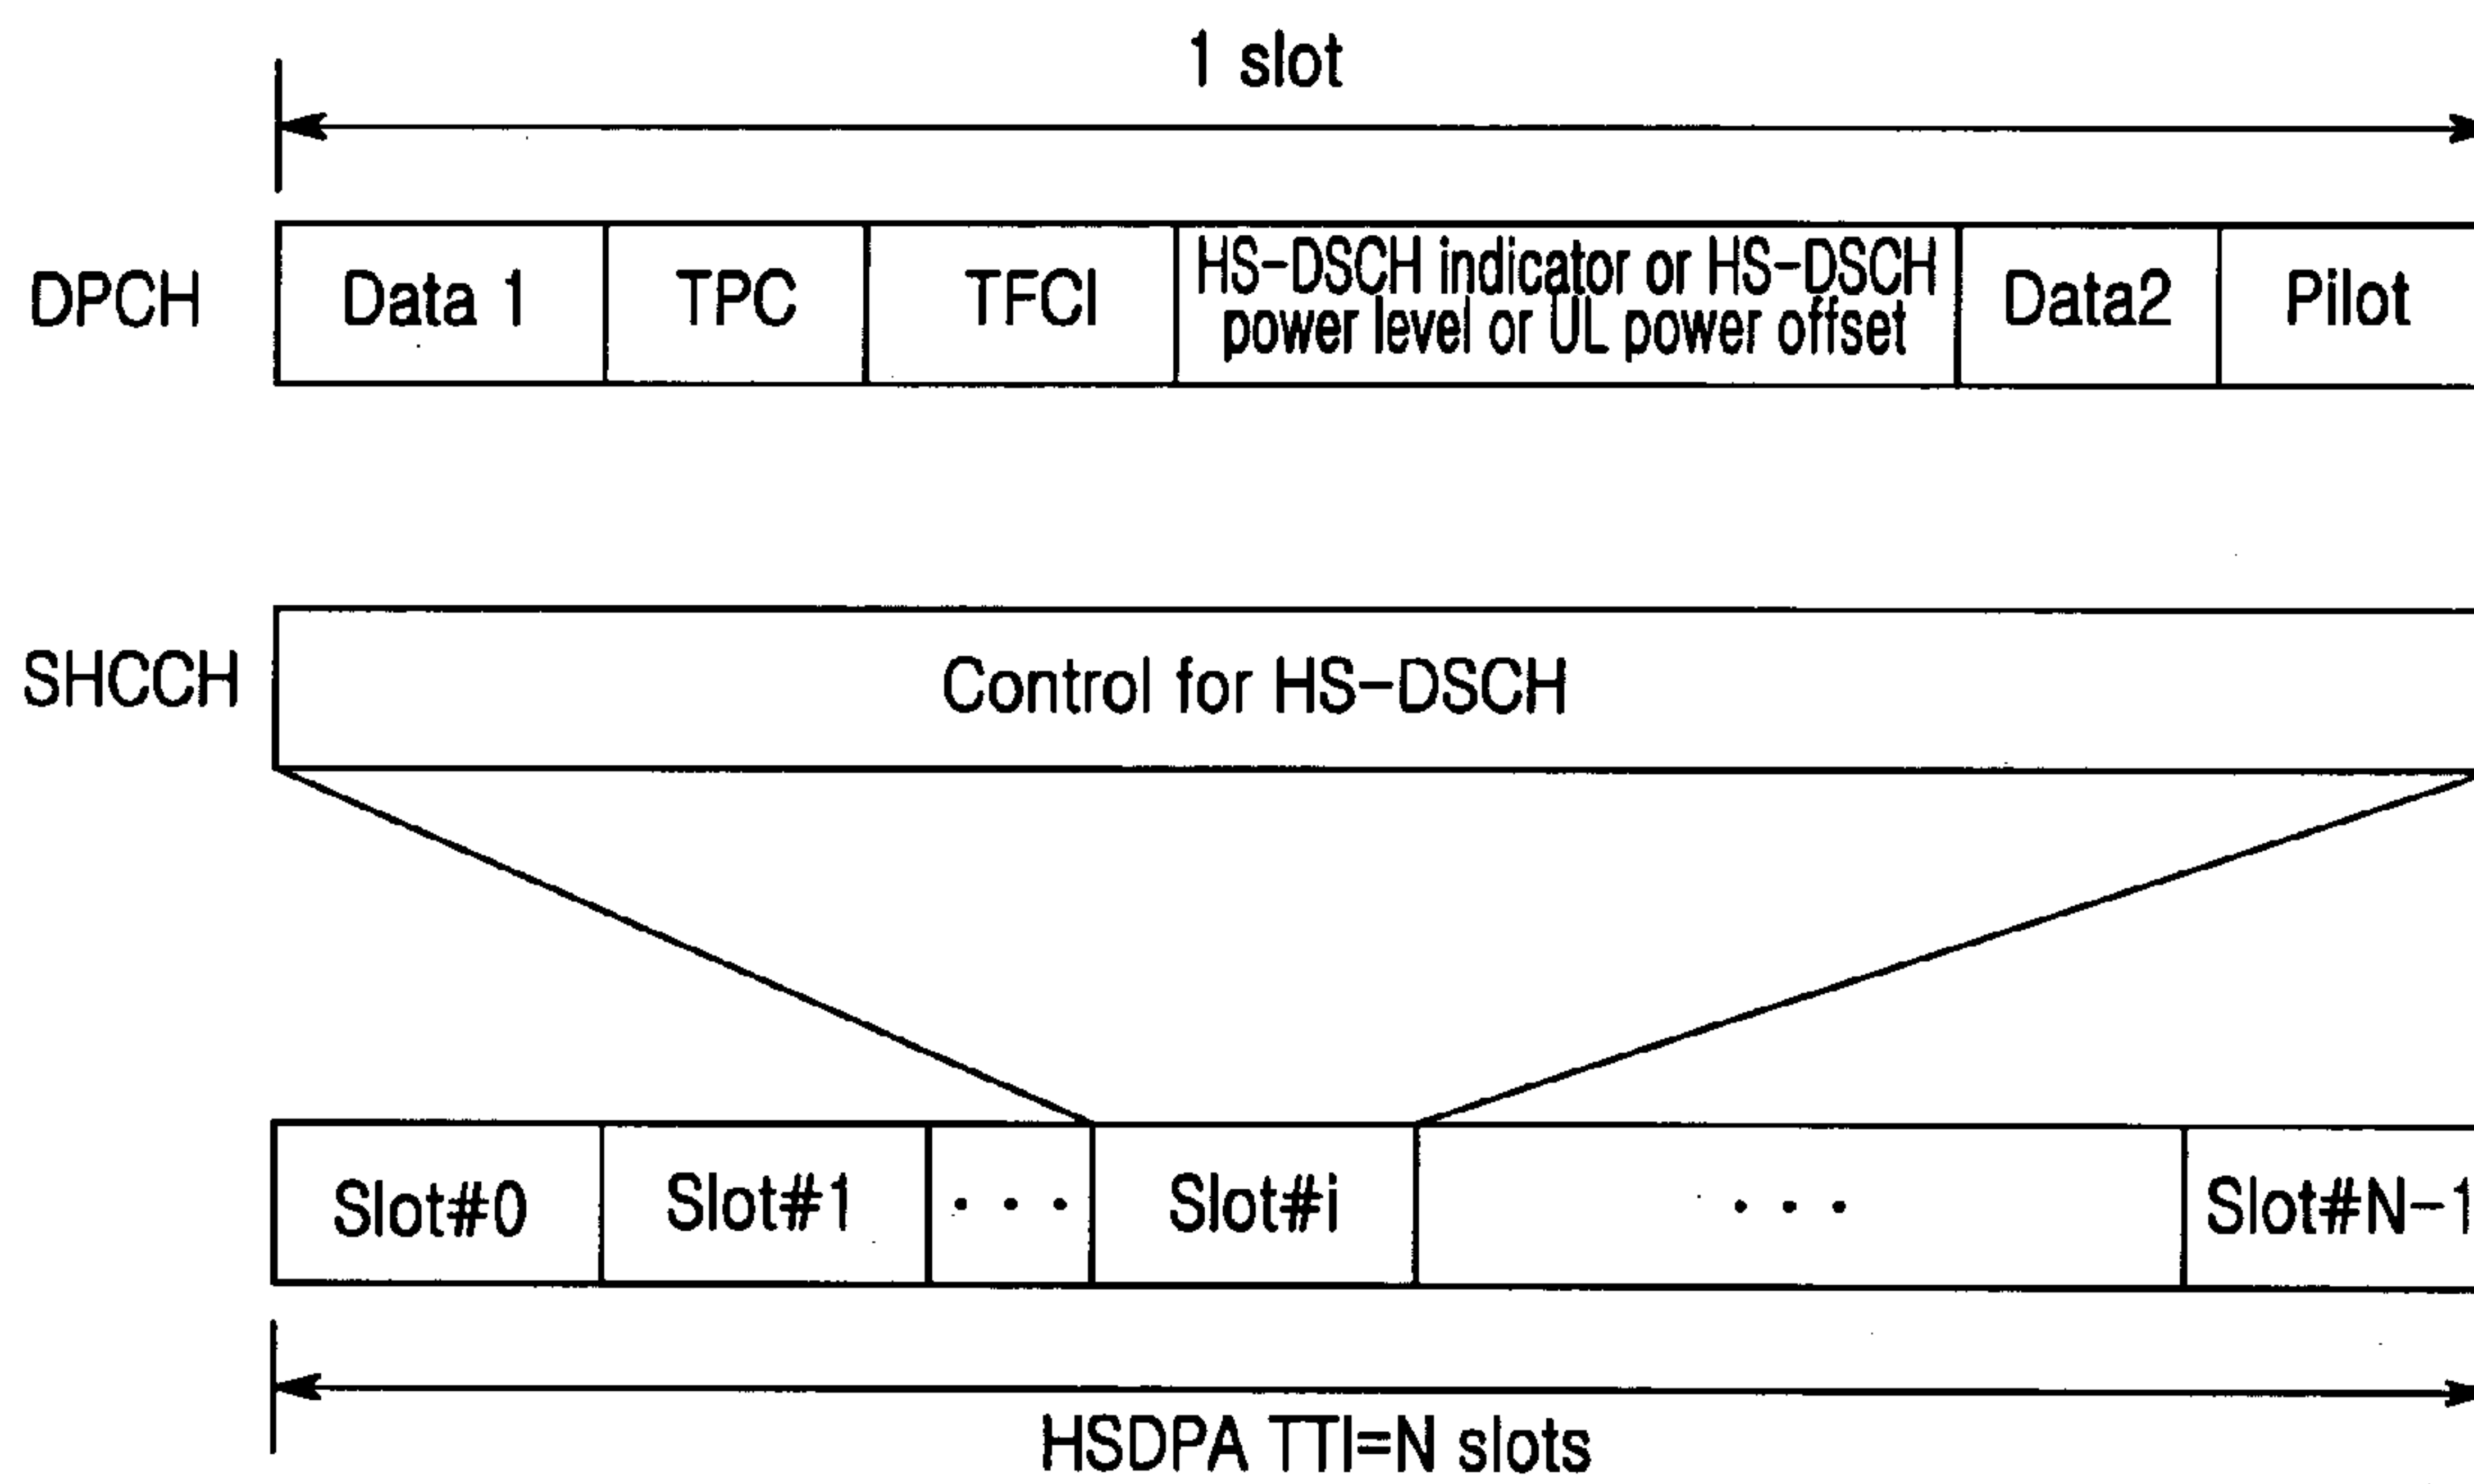 1 slot
DPCH
Data 1
TPC
TFCI
HS-DSCH indicator or HS-DSCH
power level or UL power offset
Data2
Pilot
SHCCH
Control for HS-DSCH
Slot#0
Slot#1
...
Slot#i
...
Slot#N-1
HSDPA TTI=N slots